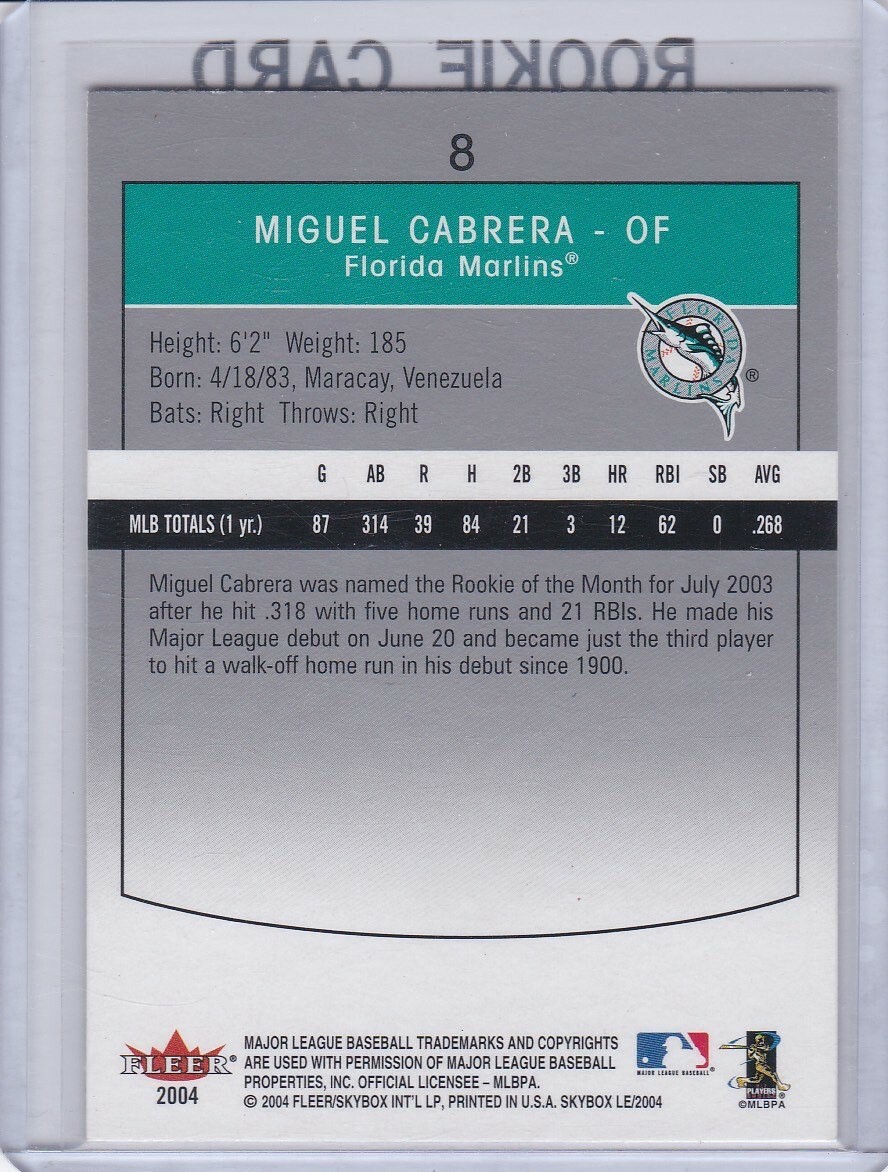 ROOKIE CARD
8
MIGUEL CABRERA - OF
Florida Marlins®
FLORIDA
MARLINS
®
Height: 6'2" Weight: 185
Born: 4/18/83, Maracay, Venezuela
Bats: Right Throws: Right
G AB R H 2B 3B HR RBI SB AVG
MLB TOTALS (1 yr.) 87 314 39 84 21 3 12 62 0 .268
Miguel Cabrera was named the Rookie of the Month for July 2003
after he hit .318 with five home runs and 21 RBIs. He made his
Major League debut on June 20 and became just the third player
to hit a walk-off home run in his debut since 1900.
FLEER®
2004
MAJOR LEAGUE BASEBALL TRADEMARKS AND COPYRIGHTS
ARE USED WITH PERMISSION OF MAJOR LEAGUE BASEBALL
PROPERTIES, INC. OFFICIAL LICENSEE – MLBPA.
© 2004 FLEER/SKYBOX INT'L LP, PRINTED IN U.S.A. SKYBOX LE/2004
MAJOR LEAGUE BASEBALL®
PLAYERS
®
©MLBPA